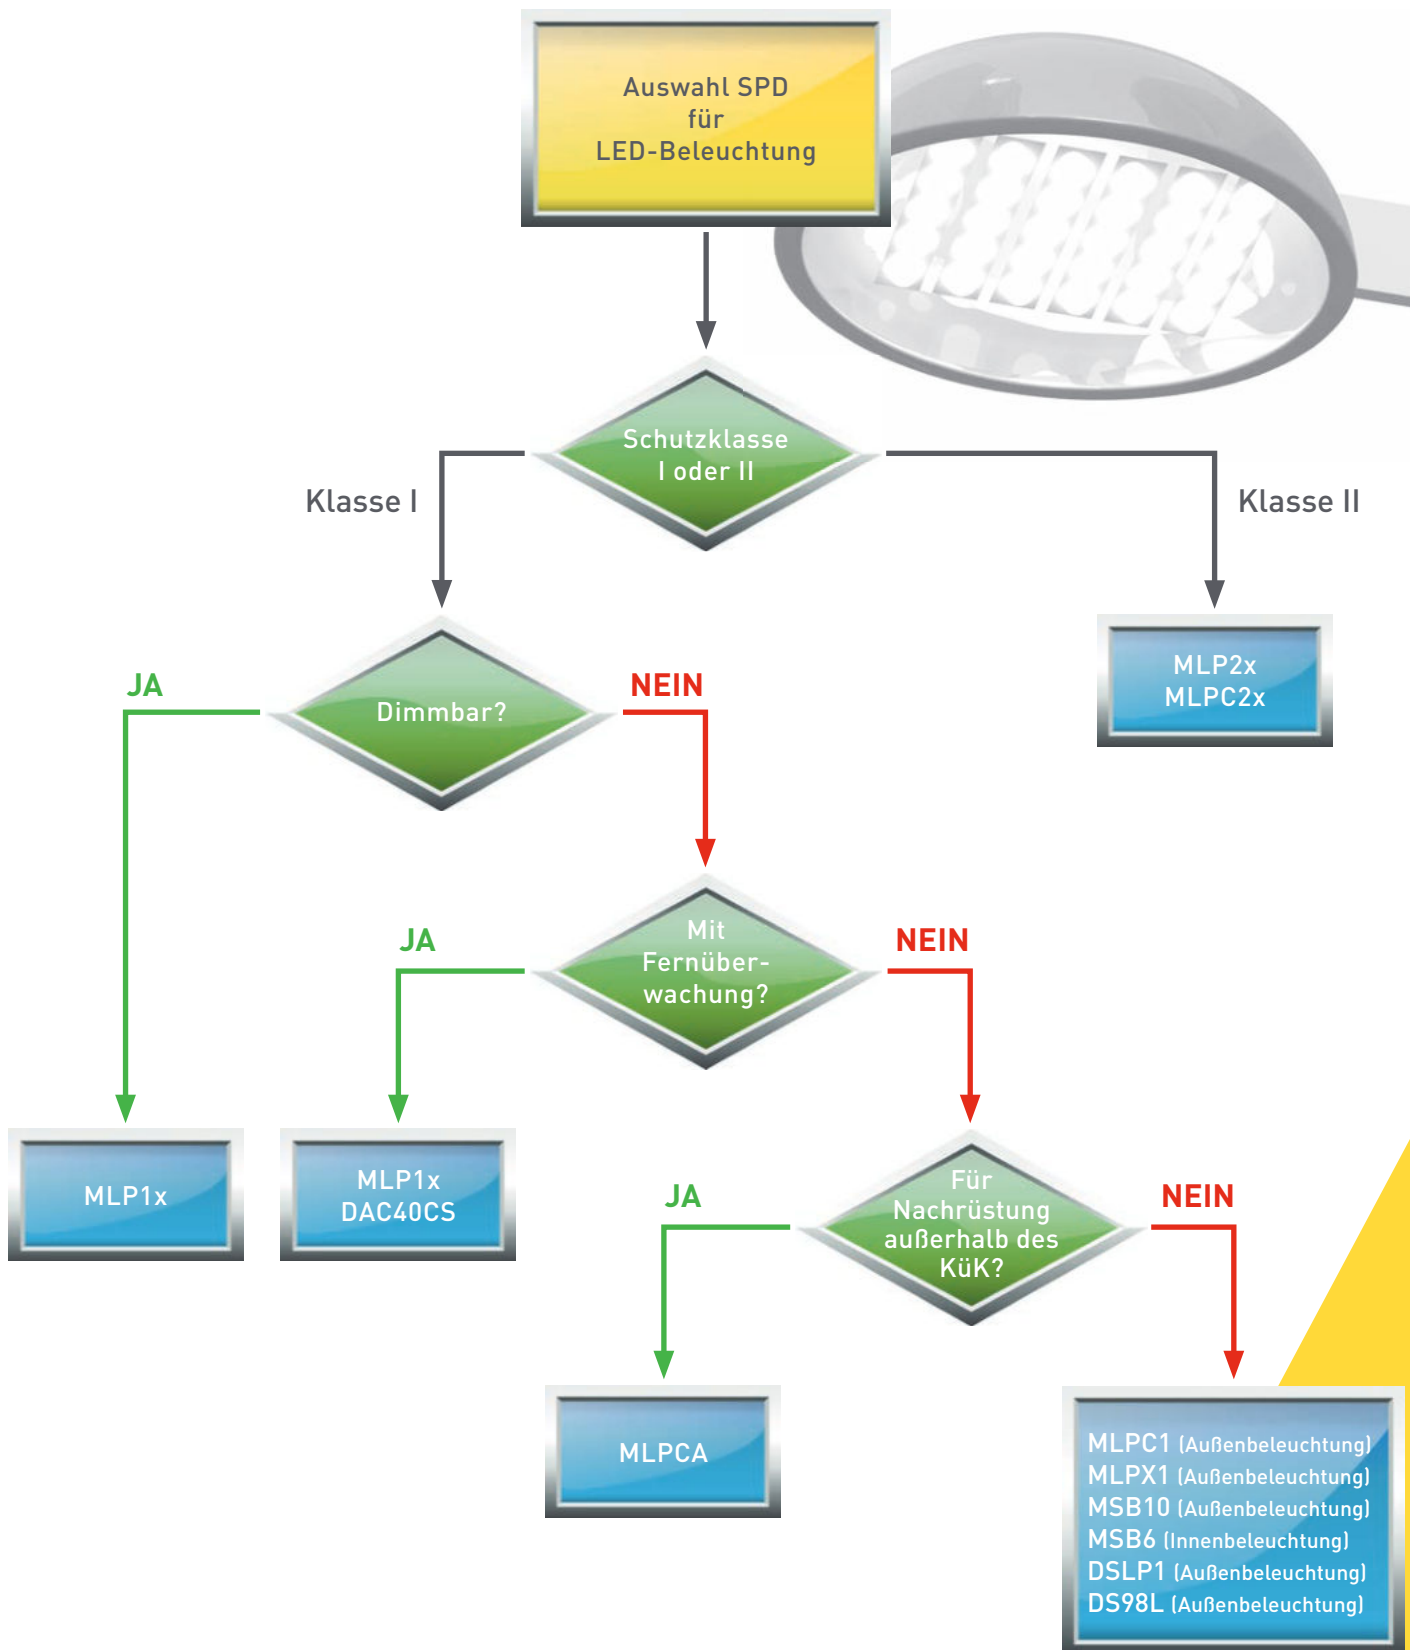 Auswahl SPD
für
LED-Beleuchtung
Schutzklasse
I oder II
Klasse I
Klasse II
MLP2x
MLPC2x
JA
Dimmbar?
NEIN
JA
Mit
Fernüber-
wachung?
NEIN
MLP1x
MLP1x
DAC40CS
JA
Für
Nachrüstung
außerhalb des
KüK?
NEIN
MLPCA
MLPC1 (Außenbeleuchtung)
MLPX1 (Außenbeleuchtung)
MSB10 (Außenbeleuchtung)
MSB6 (Innenbeleuchtung)
DSLP1 (Außenbeleuchtung)
DS98L (Außenbeleuchtung)